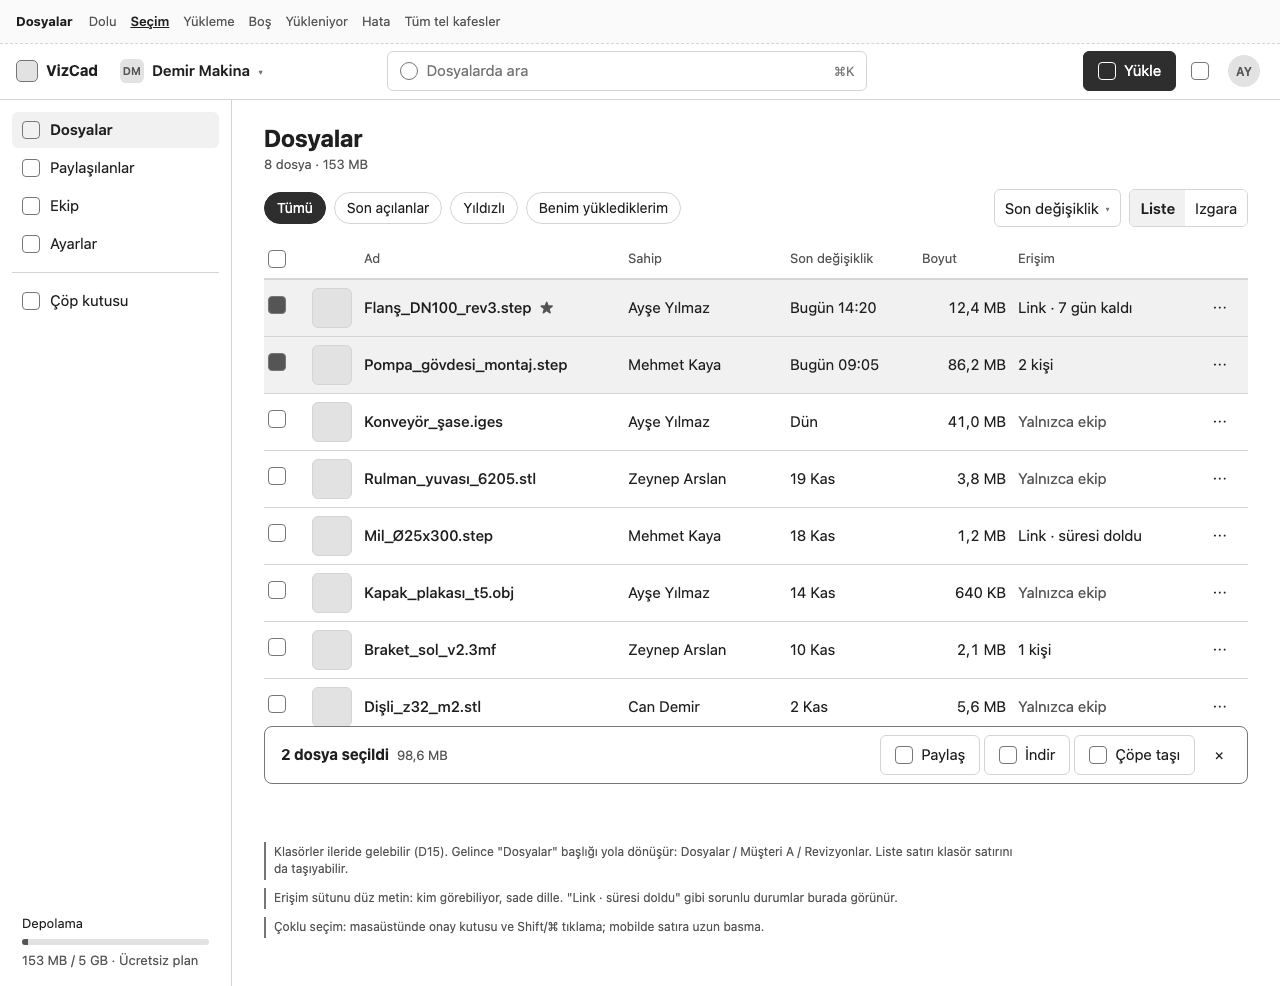 Dosyalar Dolu Seçim Yükleme Boş Yükleniyor Hata Tüm tel kafesler
VizCad DM Demir Makina ▾ Dosyalarda ara ⌘K Yükle AY
Dosyalar
Paylaşılanlar
Ekip
Ayarlar
Çöp kutusu
Depolama
153 MB / 5 GB · Ücretsiz plan
Dosyalar
8 dosya · 153 MB
Tümü Son açılanlar Yıldızlı Benim yüklediklerim Son değişiklik ▾ Liste Izgara
Ad Sahip Son değişiklik Boyut Erişim
Flanş_DN100_rev3.step ★ Ayşe Yılmaz Bugün 14:20 12,4 MB Link · 7 gün kaldı ···
Pompa_gövdesi_montaj.step Mehmet Kaya Bugün 09:05 86,2 MB 2 kişi ···
Konveyör_şase.iges Ayşe Yılmaz Dün 41,0 MB Yalnızca ekip ···
Rulman_yuvası_6205.stl Zeynep Arslan 19 Kas 3,8 MB Yalnızca ekip ···
Mil_Ø25x300.step Mehmet Kaya 18 Kas 1,2 MB Link · süresi doldu ···
Kapak_plakası_t5.obj Ayşe Yılmaz 14 Kas 640 KB Yalnızca ekip ···
Braket_sol_v2.3mf Zeynep Arslan 10 Kas 2,1 MB 1 kişi ···
Dişli_z32_m2.stl Can Demir 2 Kas 5,6 MB Yalnızca ekip ···
2 dosya seçildi 98,6 MB Paylaş İndir Çöpe taşı ×
Klasörler ileride gelebilir (D15). Gelince "Dosyalar" başlığı yola dönüşür: Dosyalar / Müşteri A / Revizyonlar. Liste satırı klasör satırını
da taşıyabilir.
Erişim sütunu düz metin: kim görebiliyor, sade dille. "Link · süresi doldu" gibi sorunlu durumlar burada görünür.
Çoklu seçim: masaüstünde onay kutusu ve Shift/⌘ tıklama; mobilde satıra uzun basma.